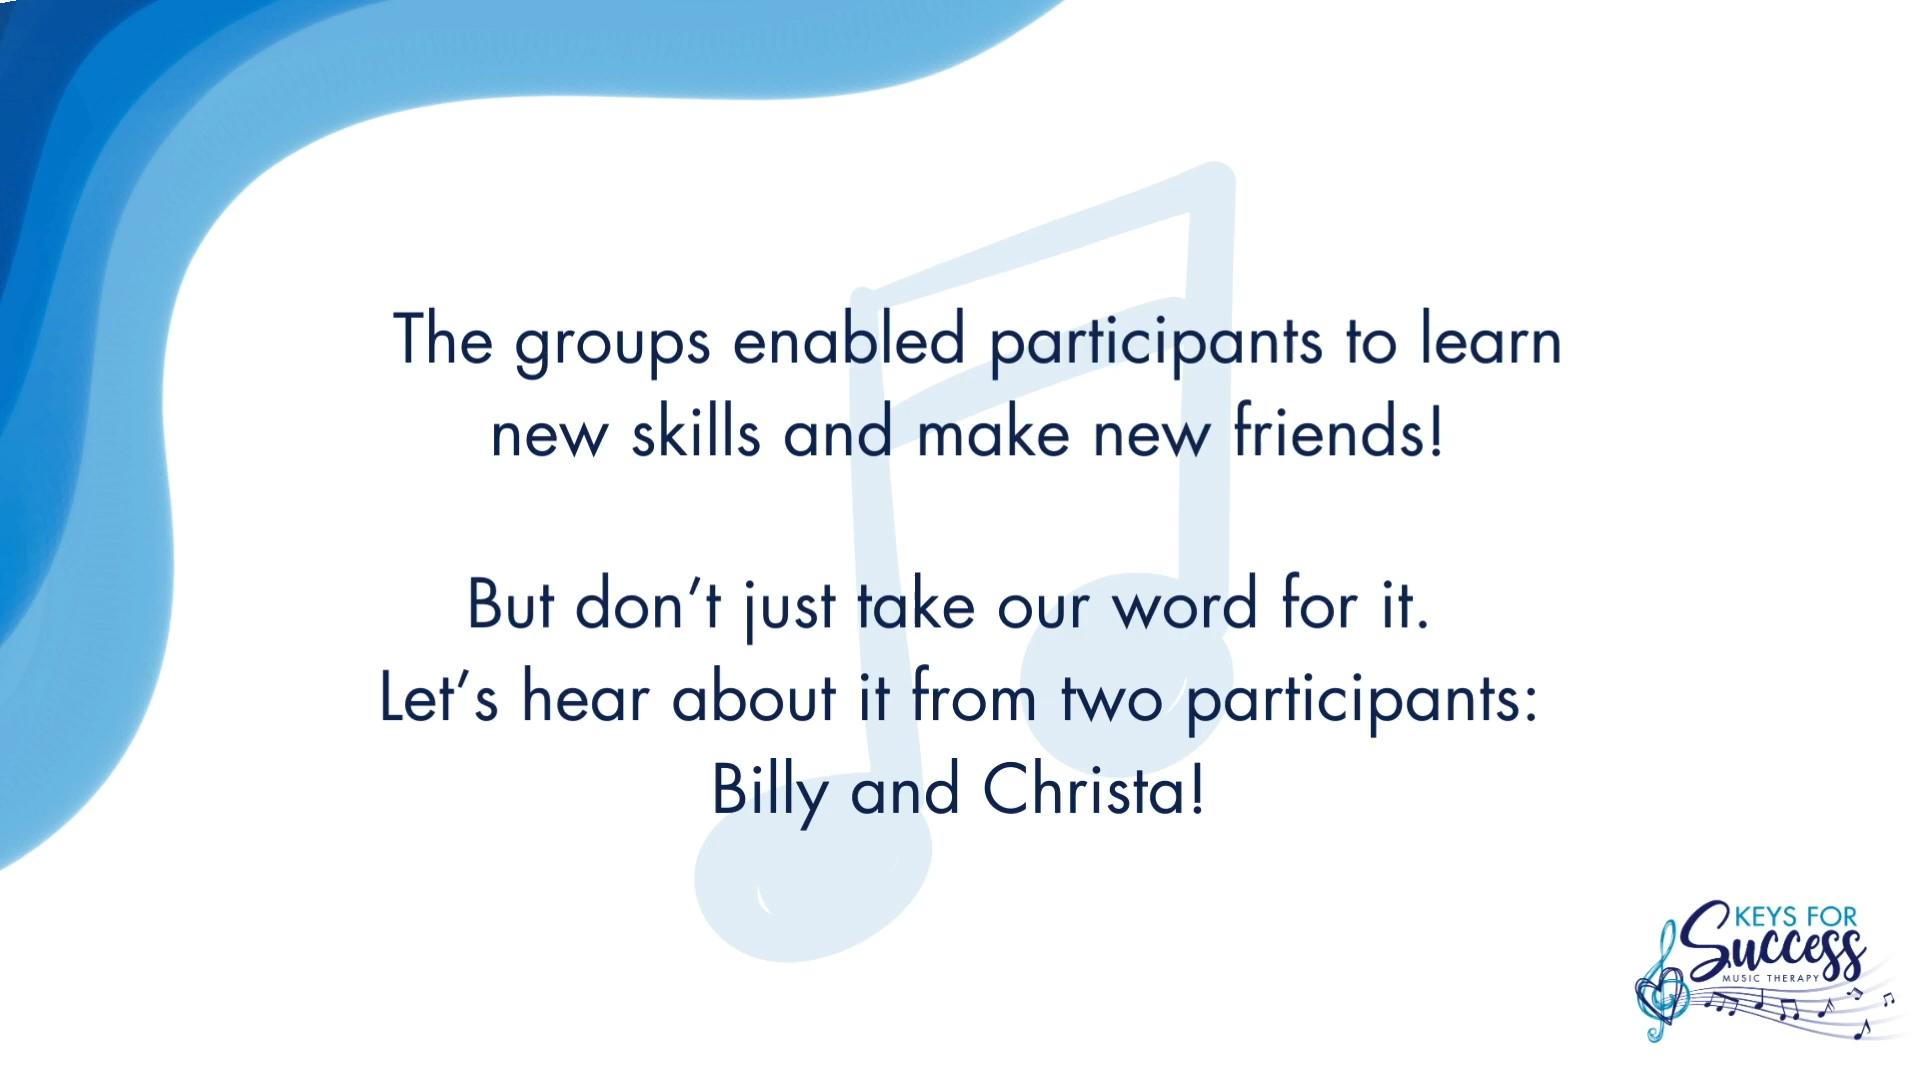 The groups enabled participants to learn
new skills and make new friends!
But don’t just take our word for it.
Let’s hear about it from two participants:
Billy and Christa!
KEYS FOR
Success
MUSIC THERAPY